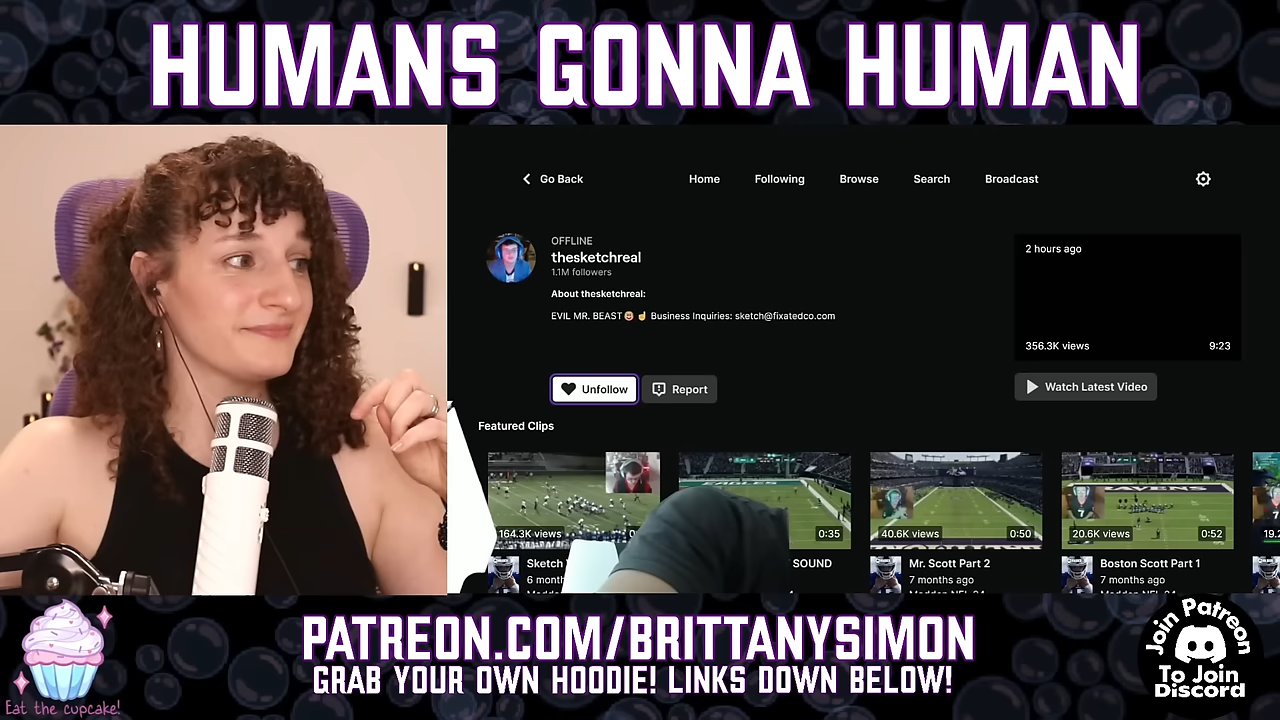 HUMANS GONNA HUMAN
Go Back
Home
Following
Browse
Search
Broadcast
OFFLINE
thesketchreal
1.1M followers
About thesketchreal:
EVIL MR. BEAST Business Inquiries: sketch@fixatedco.com
2 hours ago
356.3K views
9:23
Unfollow
Report
Watch Latest Video
Featured Clips
EAGLES
164.3K views
0:35
40.6K views
0:50
20.6K views
0:52
Sketch
SOUND
Mr. Scott Part 2
Boston Scott Part 1
6 month
7 months ago
7 months ago
PATREON.COM/BRITTANYSIMON
GRAB YOUR OWN HOODIE! LINKS DOWN BELOW!
Eat the cupcake!
Join Patreon
To Join
Discord